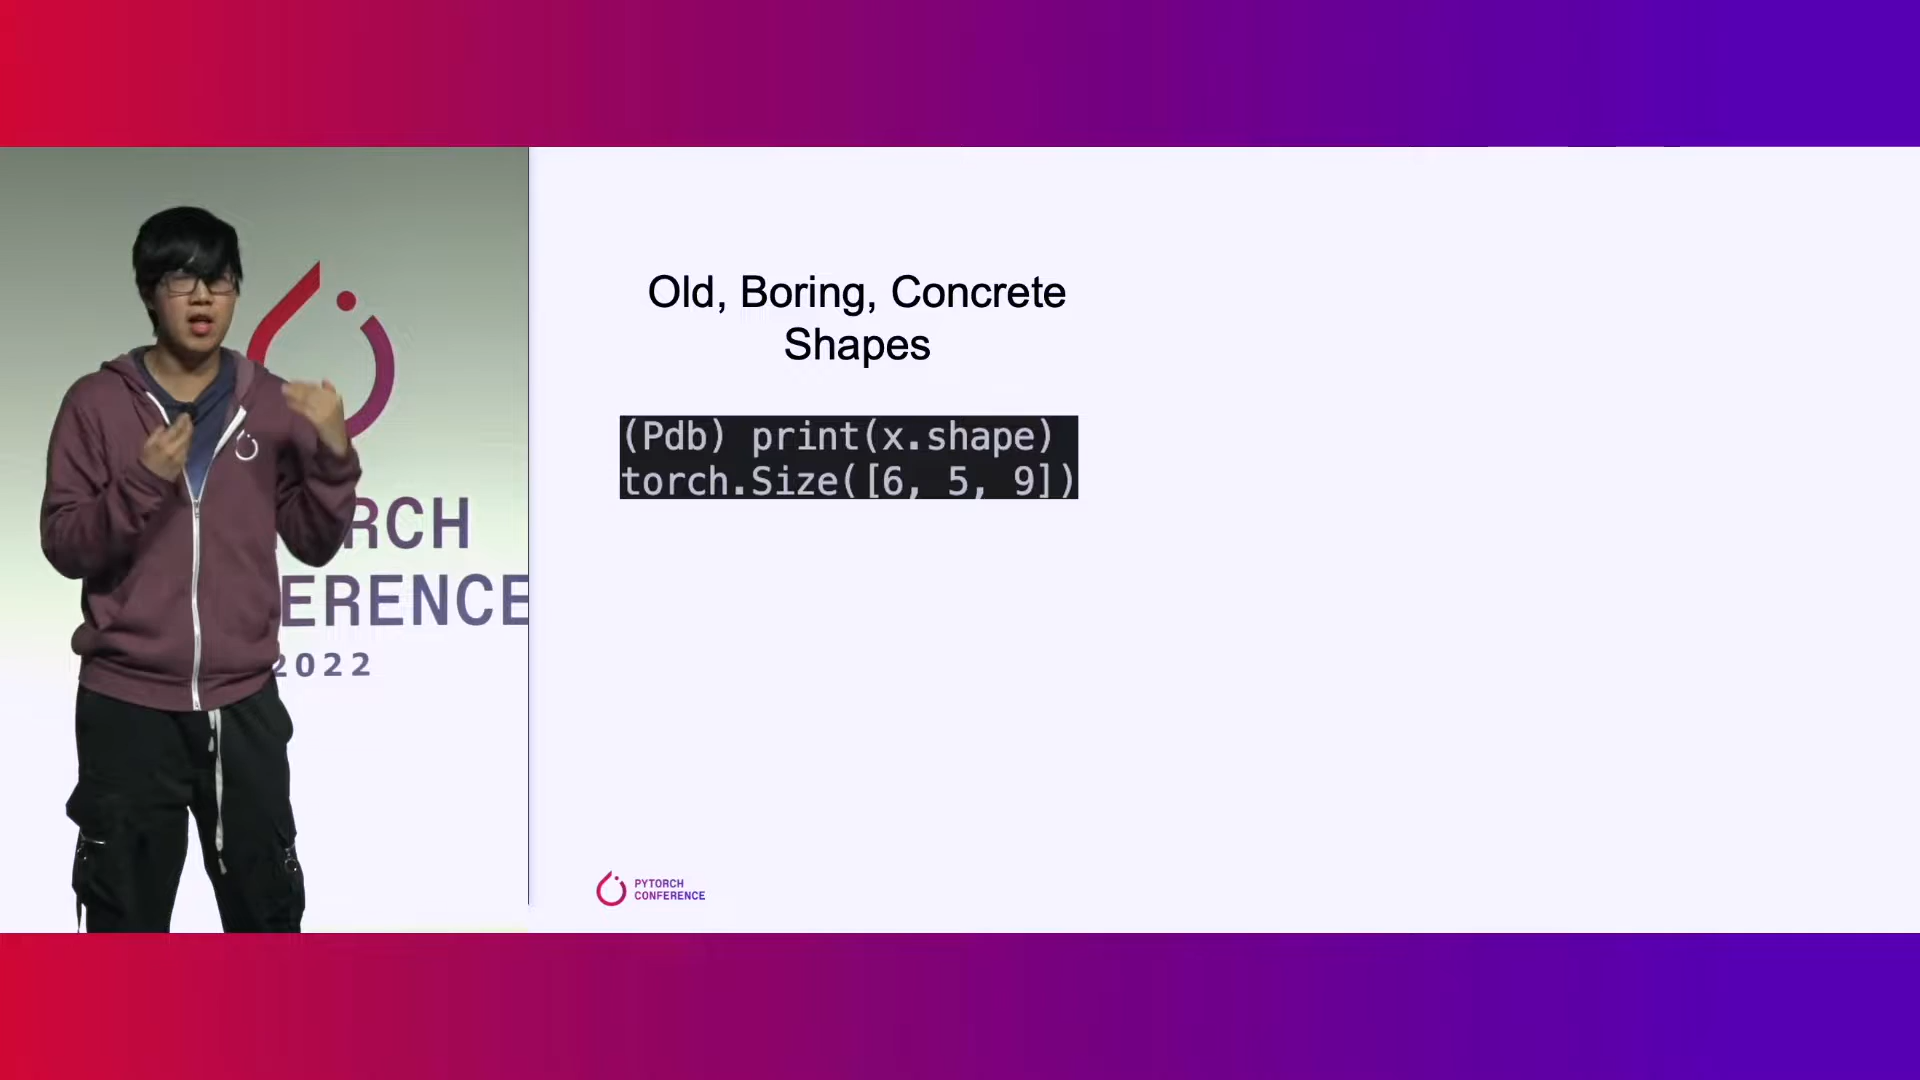 RCH
ERENCE
2022
Old, Boring, Concrete
Shapes
(Pdb) print(x.shape)
torch.Size([6, 5, 9])
PYTORCH
CONFERENCE